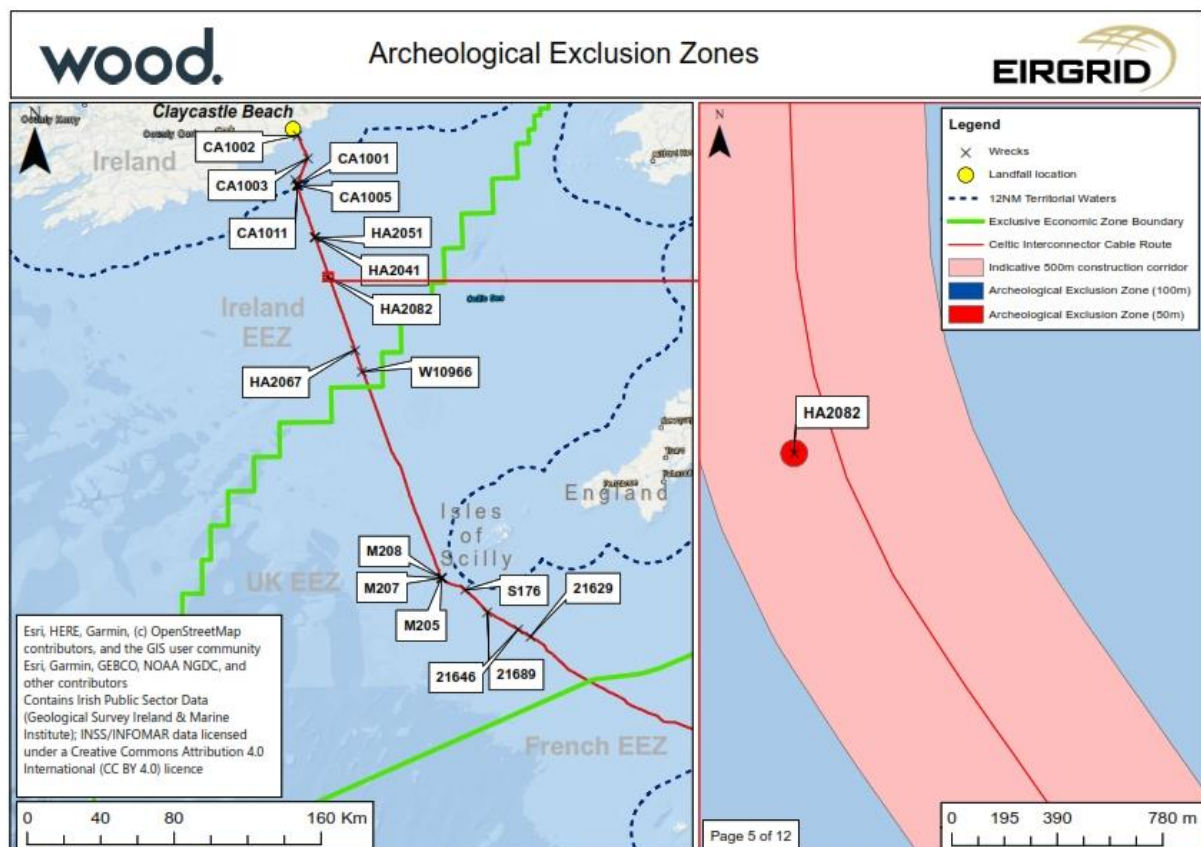 wood.
Archeological Exclusion Zones
EIRGRID
Claycastle Beach
N
Ireland
CA1002
CA1001
CA1003
CA1005
CA1011
HA2051
HA2041
HA2082
Ireland
EEZ
Celtic Sea
HA2067
W10966
England
Isles
of
Scilly
M208
M207
M205
UK EEZ
S176
21629
21646
21689
French EEZ
Esri, HERE, Garmin, (c) OpenStreetMap
contributors, and the GIS user community
Esri, Garmin, GEBCO, NOAA NGDC, and
other contributors
Contains Irish Public Sector Data
(Geological Survey Ireland & Marine
Institute); INSS/INFOMAR data licensed
under a Creative Commons Attribution 4.0
International (CC BY 4.0) licence
0 40 80 160 Km
N
Legend
Wrecks
Landfall location
12NM Territorial Waters
Exclusive Economic Zone Boundary
Celtic Interconnector Cable Route
Indicative 500m construction corridor
Archeological Exclusion Zone (100m)
Archeological Exclusion Zone (50m)
HA2082
Page 5 of 12
0 195 390 780 m